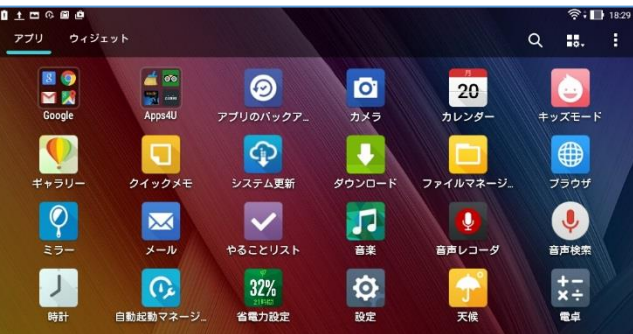 18:29
アプリ ウィジェット
月
20
Google Apps4U アプリのバックア... カメラ カレンダー キッズモード
ギャラリー クイックメモ システム更新 ダウンロード ファイルマネージ... ブラウザ
ミラー メール やることリスト 音楽 音声レコーダ 音声検索
32%
時計 自動起動マネージ... 省電力設定 設定 天候 電卓